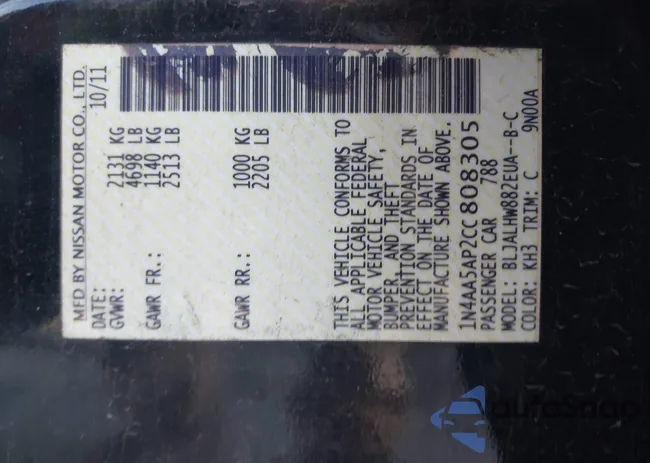 MFD BY NISSAN MOTOR CO., LTD.
DATE: 10/11
GVWR: 2131 KG
4698 LB
GAWR FR.: 1140 KG
2513 LB
GAWR RR.: 1000 KG
2205 LB
THIS VEHICLE CONFORMS TO
ALL APPLICABLE FEDERAL
MOTOR VEHICLE SAFETY,
BUMPER, AND THEFT
PREVENTION STANDARDS IN
EFFECT ON THE DATE OF
MANUFACTURE SHOWN ABOVE.
1N4AA5AP2CC808305
PASSENGER CAR 788
MODEL: BLJALHW882EUA--B-C
COLOR: KH3 TRIM: C 9N00A
autoSnap